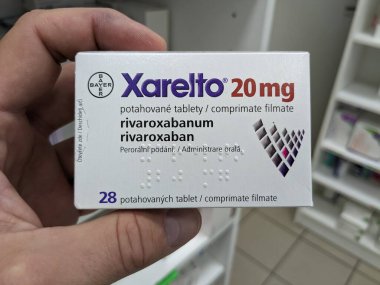 BAYER
BAYER
Xarelto® 20 mg
potahované tablety / comprimate filmate
rivaroxabanum
rivaroxaban
Perorální podání / Administrare orală
28 potahovaných tablet / comprimate filmate